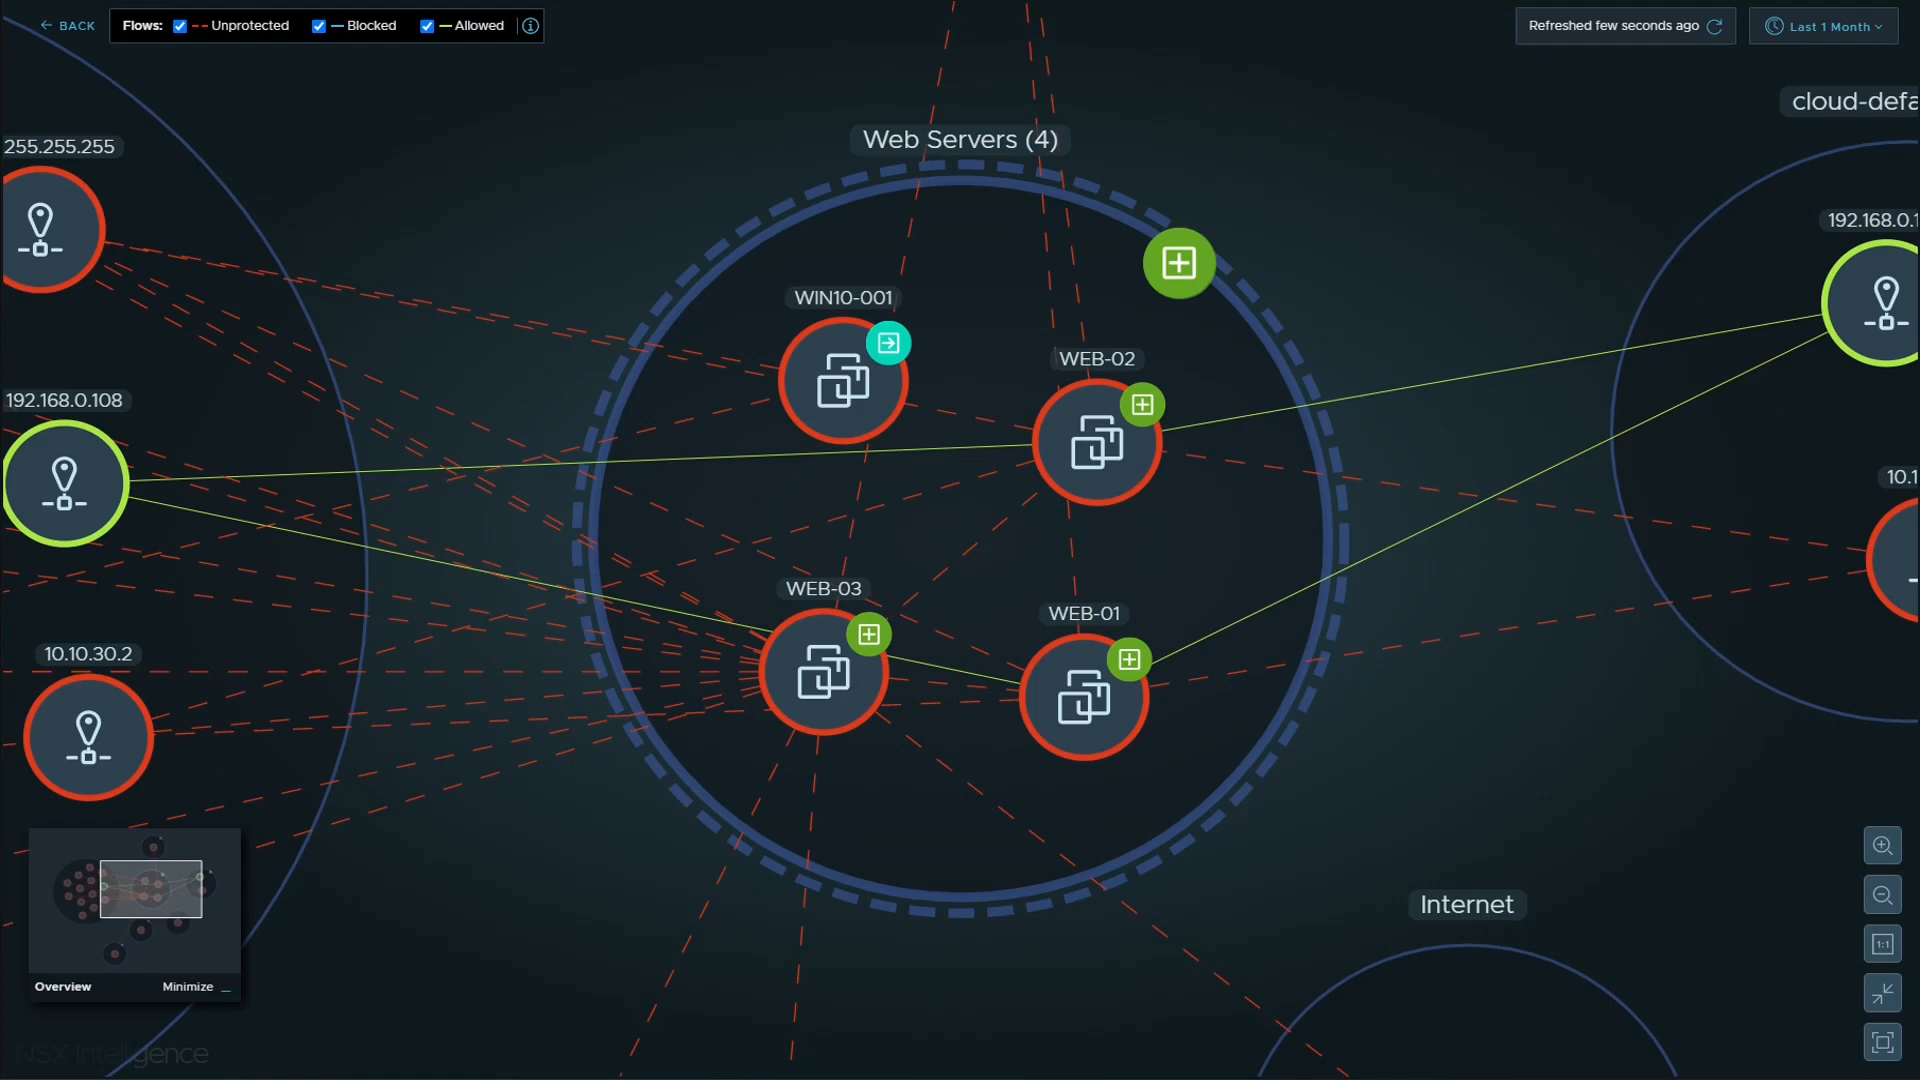 BACK
Flows: Unprotected Blocked Allowed
Refreshed few seconds ago
Last 1 Month
cloud-defa
Web Servers (4)
255.255.255
192.168.0.1
WIN10-001
WEB-02
192.168.0.108
10.1
WEB-03
WEB-01
10.10.30.2
Internet
1:1
Overview Minimize
NSX Intelligence